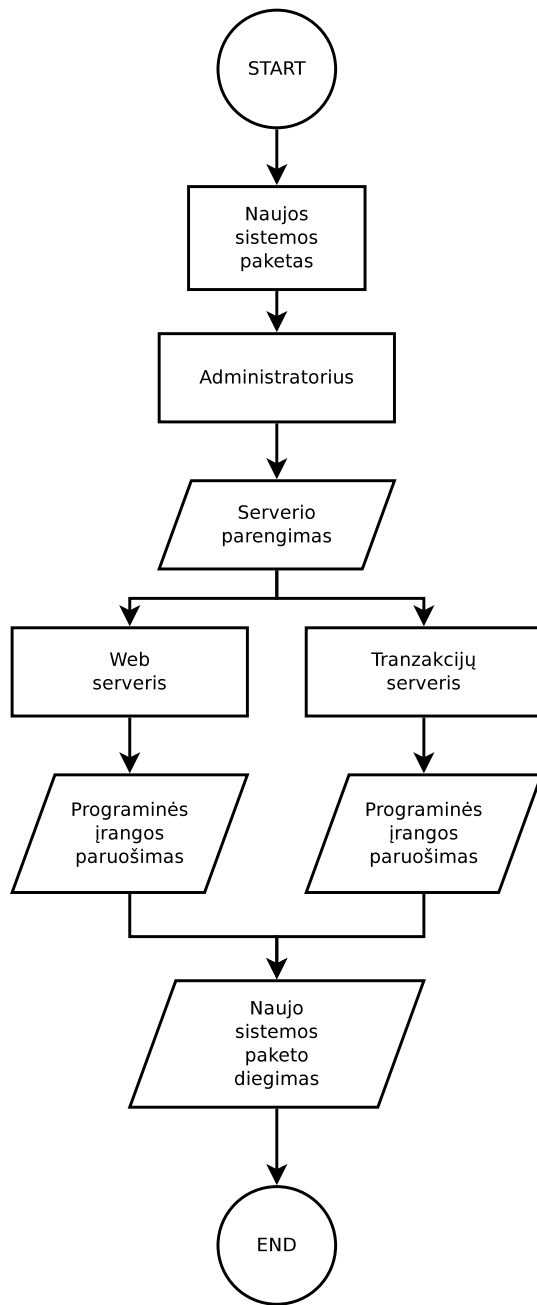 START
Naujos
sistemos
paketas
Administratorius
Serverio
parengimas
Web
serveris
Tranzakcijų
serveris
Programinės
įrangos
paruošimas
Programinės
įrangos
paruošimas
Naujo
sistemos
paketo
diegimas
END